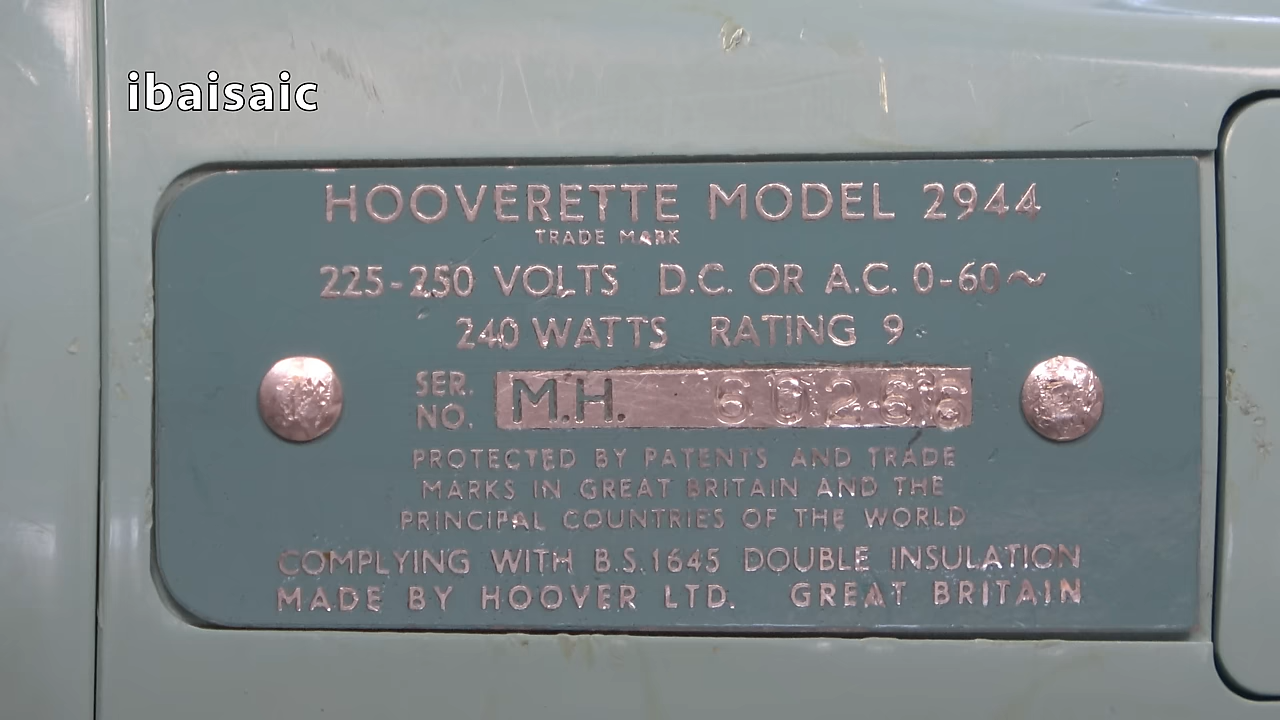 ibaisaic
HOOVERETTE MODEL 2944
TRADE MARK
225-250 VOLTS D.C. OR A.C. 0-60~
240 WATTS RATING 9
SER. NO. M.H. 60266
PROTECTED BY PATENTS AND TRADE
MARKS IN GREAT BRITAIN AND THE
PRINCIPAL COUNTRIES OF THE WORLD
COMPLYING WITH B.S.1645 DOUBLE INSULATION
MADE BY HOOVER LTD. GREAT BRITAIN